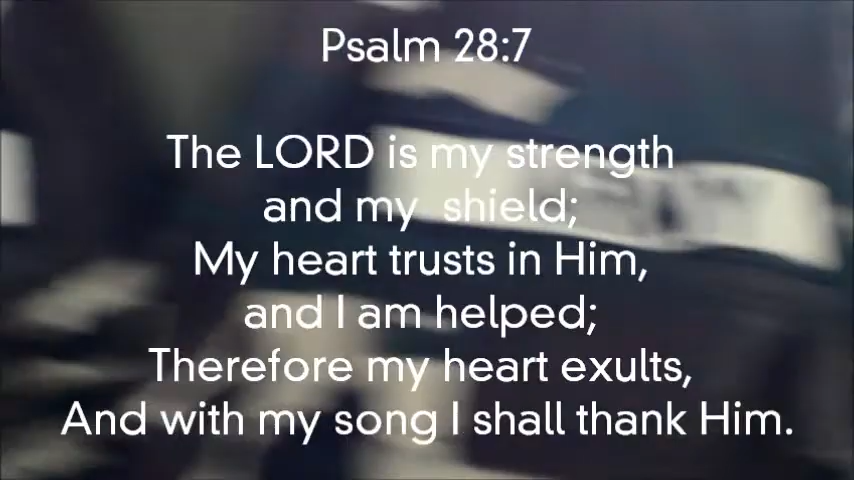 Psalm 28:7
The LORD is my strength
and my shield;
My heart trusts in Him,
and I am helped;
Therefore my heart exults,
And with my song I shall thank Him.